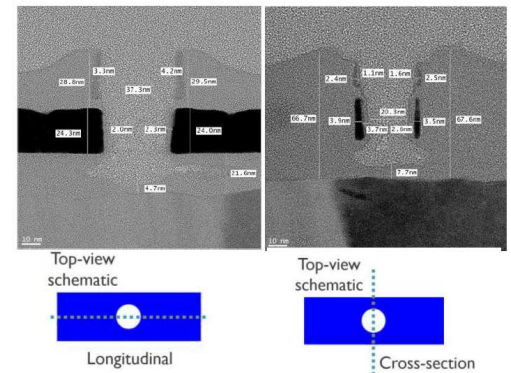 3.3nm 4.2nm
28.8nm 37.3nm 29.5nm
24.3nm 2.0nm 2.3nm 24.0nm
21.6nm
4.7nm
10 nm
1.1nm 1.6nm
2.4nm 2.5nm
20.3nm
66.7nm 3.9nm 5.5nm 67.6nm
3.7nm 2.6nm
7.7nm
10 nm
Top-view
schematic
Longitudinal
Top-view
schematic
Cross-section